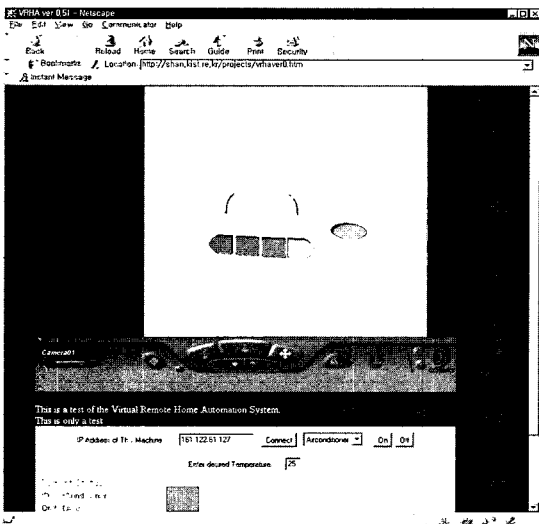 VRHA ver 0.51 - Netscape
File Edit View Go Communicator Help
Back Reload Home Search Guide Print Security
Bookmarks Location: http://shan.kist.re.kr/projects/vrhaver0.htm
Instant Message
Camera01
This is a test of the Virtual Remote Home Automation System.
This is only a test
IP Address of This Machine 161.122.61.127 Connect Airconditioner On Off
Enter desired Temperature 25